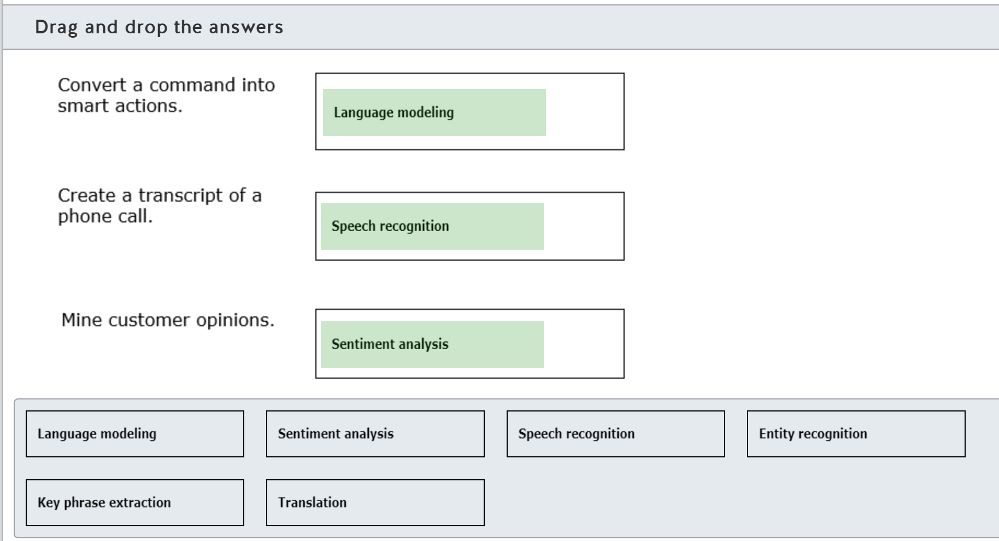 Drag and drop the answers
Convert a command into
smart actions.
Language modeling
Create a transcript of a
phone call.
Speech recognition
Mine customer opinions.
Sentiment analysis
Language modeling
Sentiment analysis
Speech recognition
Entity recognition
Key phrase extraction
Translation